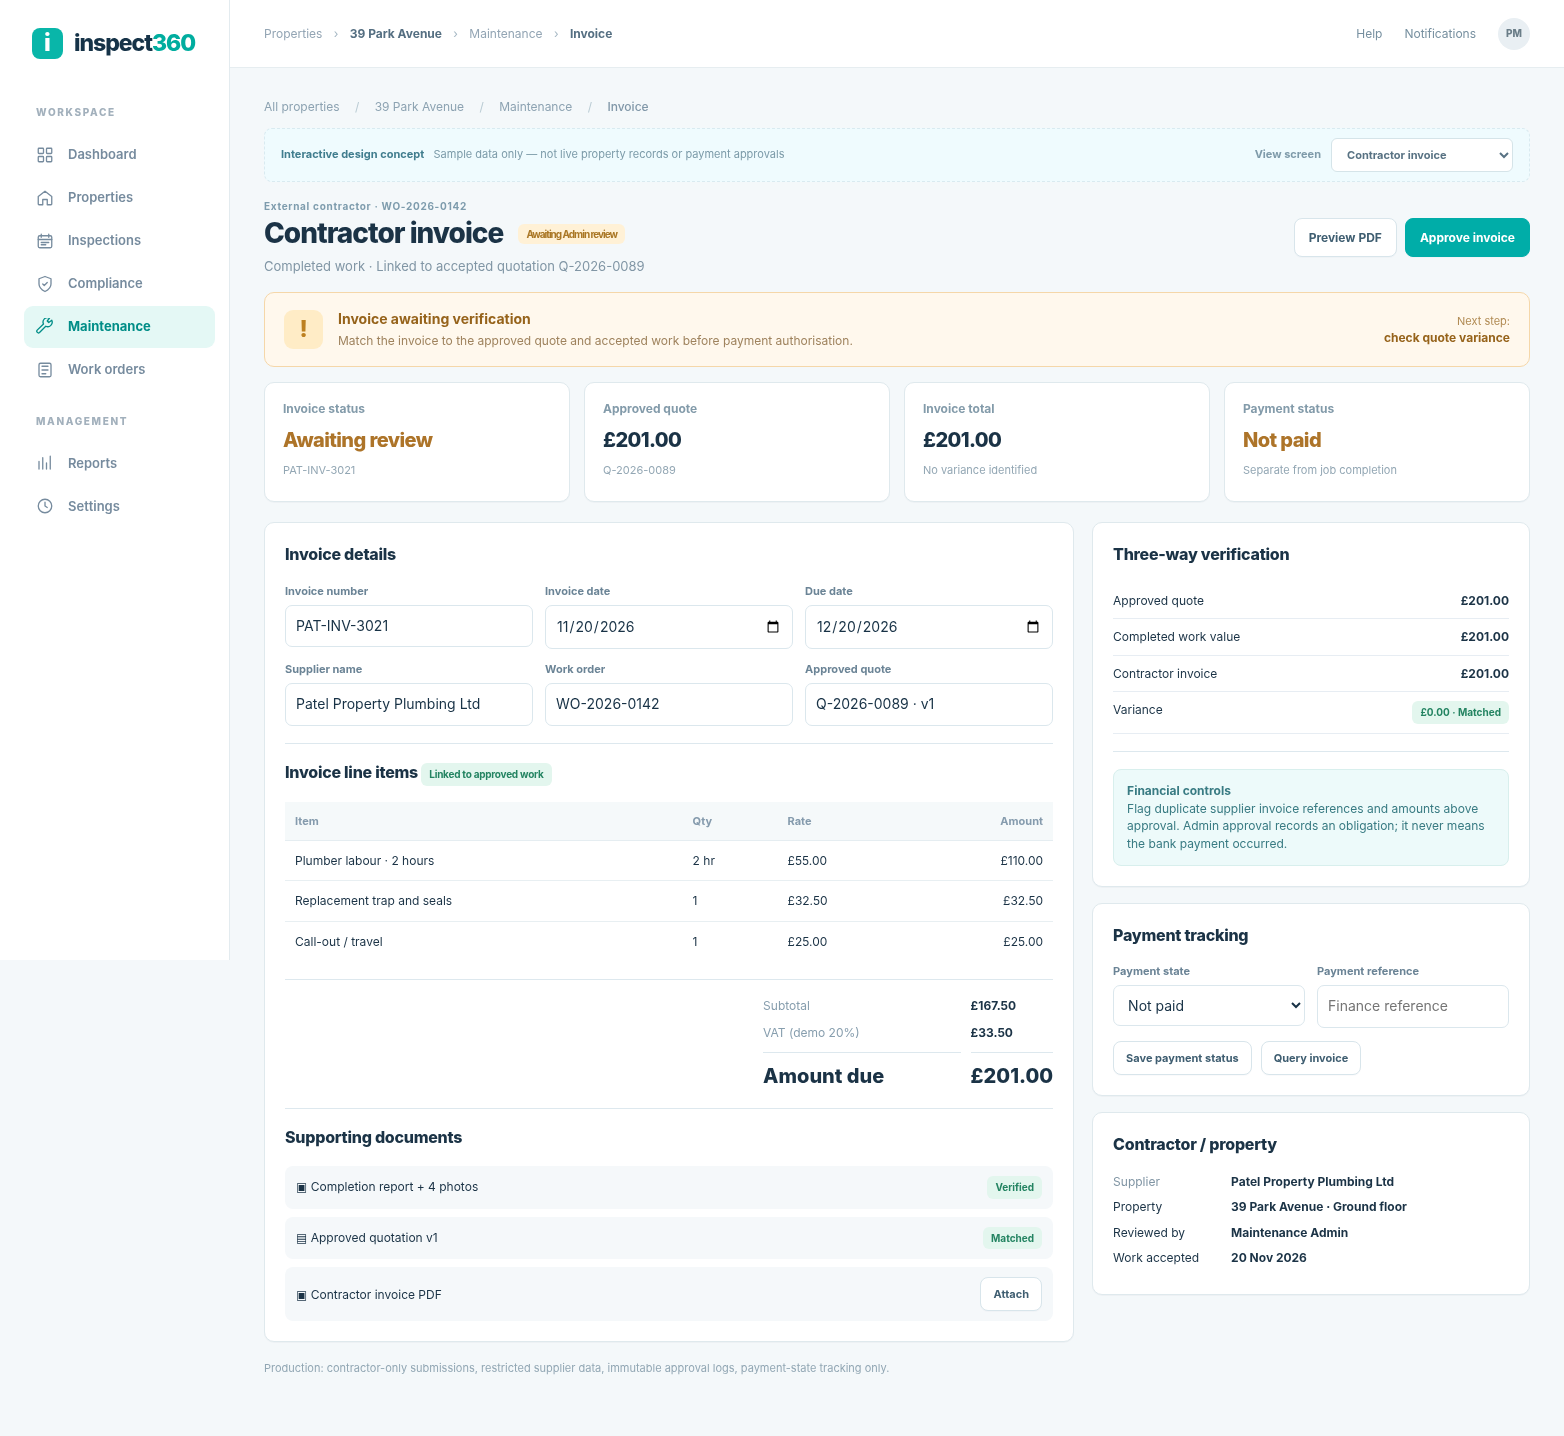 i inspect360
Properties › 39 Park Avenue › Maintenance › Invoice
Help Notifications PM
WORKSPACE
Dashboard
Properties
Inspections
Compliance
Maintenance
Work orders
MANAGEMENT
Reports
Settings
All properties / 39 Park Avenue / Maintenance / Invoice
Interactive design concept Sample data only — not live property records or payment approvals
View screen Contractor invoice
External contractor · WO-2026-0142
Contractor invoice Awaiting Admin review
Completed work · Linked to accepted quotation Q-2026-0089
Preview PDF Approve invoice
! Invoice awaiting verification
Match the invoice to the approved quote and accepted work before payment authorisation.
Next step:
check quote variance
Invoice status
Awaiting review
PAT-INV-3021
Approved quote
£201.00
Q-2026-0089
Invoice total
£201.00
No variance identified
Payment status
Not paid
Separate from job completion
Invoice details
Invoice number Invoice date Due date
PAT-INV-3021 11/20/2026 12/20/2026
Supplier name Work order Approved quote
Patel Property Plumbing Ltd WO-2026-0142 Q-2026-0089 · v1
Invoice line items Linked to approved work
Item Qty Rate Amount
Plumber labour · 2 hours 2 hr £55.00 £110.00
Replacement trap and seals 1 £32.50 £32.50
Call-out / travel 1 £25.00 £25.00
Subtotal £167.50
VAT (demo 20%) £33.50
Amount due £201.00
Supporting documents
▣ Completion report + 4 photos Verified
▤ Approved quotation v1 Matched
▣ Contractor invoice PDF Attach
Three-way verification
Approved quote £201.00
Completed work value £201.00
Contractor invoice £201.00
Variance £0.00 · Matched
Financial controls
Flag duplicate supplier invoice references and amounts above
approval. Admin approval records an obligation; it never means
the bank payment occurred.
Payment tracking
Payment state Payment reference
Not paid Finance reference
Save payment status Query invoice
Contractor / property
Supplier Patel Property Plumbing Ltd
Property 39 Park Avenue · Ground floor
Reviewed by Maintenance Admin
Work accepted 20 Nov 2026
Production: contractor-only submissions, restricted supplier data, immutable approval logs, payment-state tracking only.